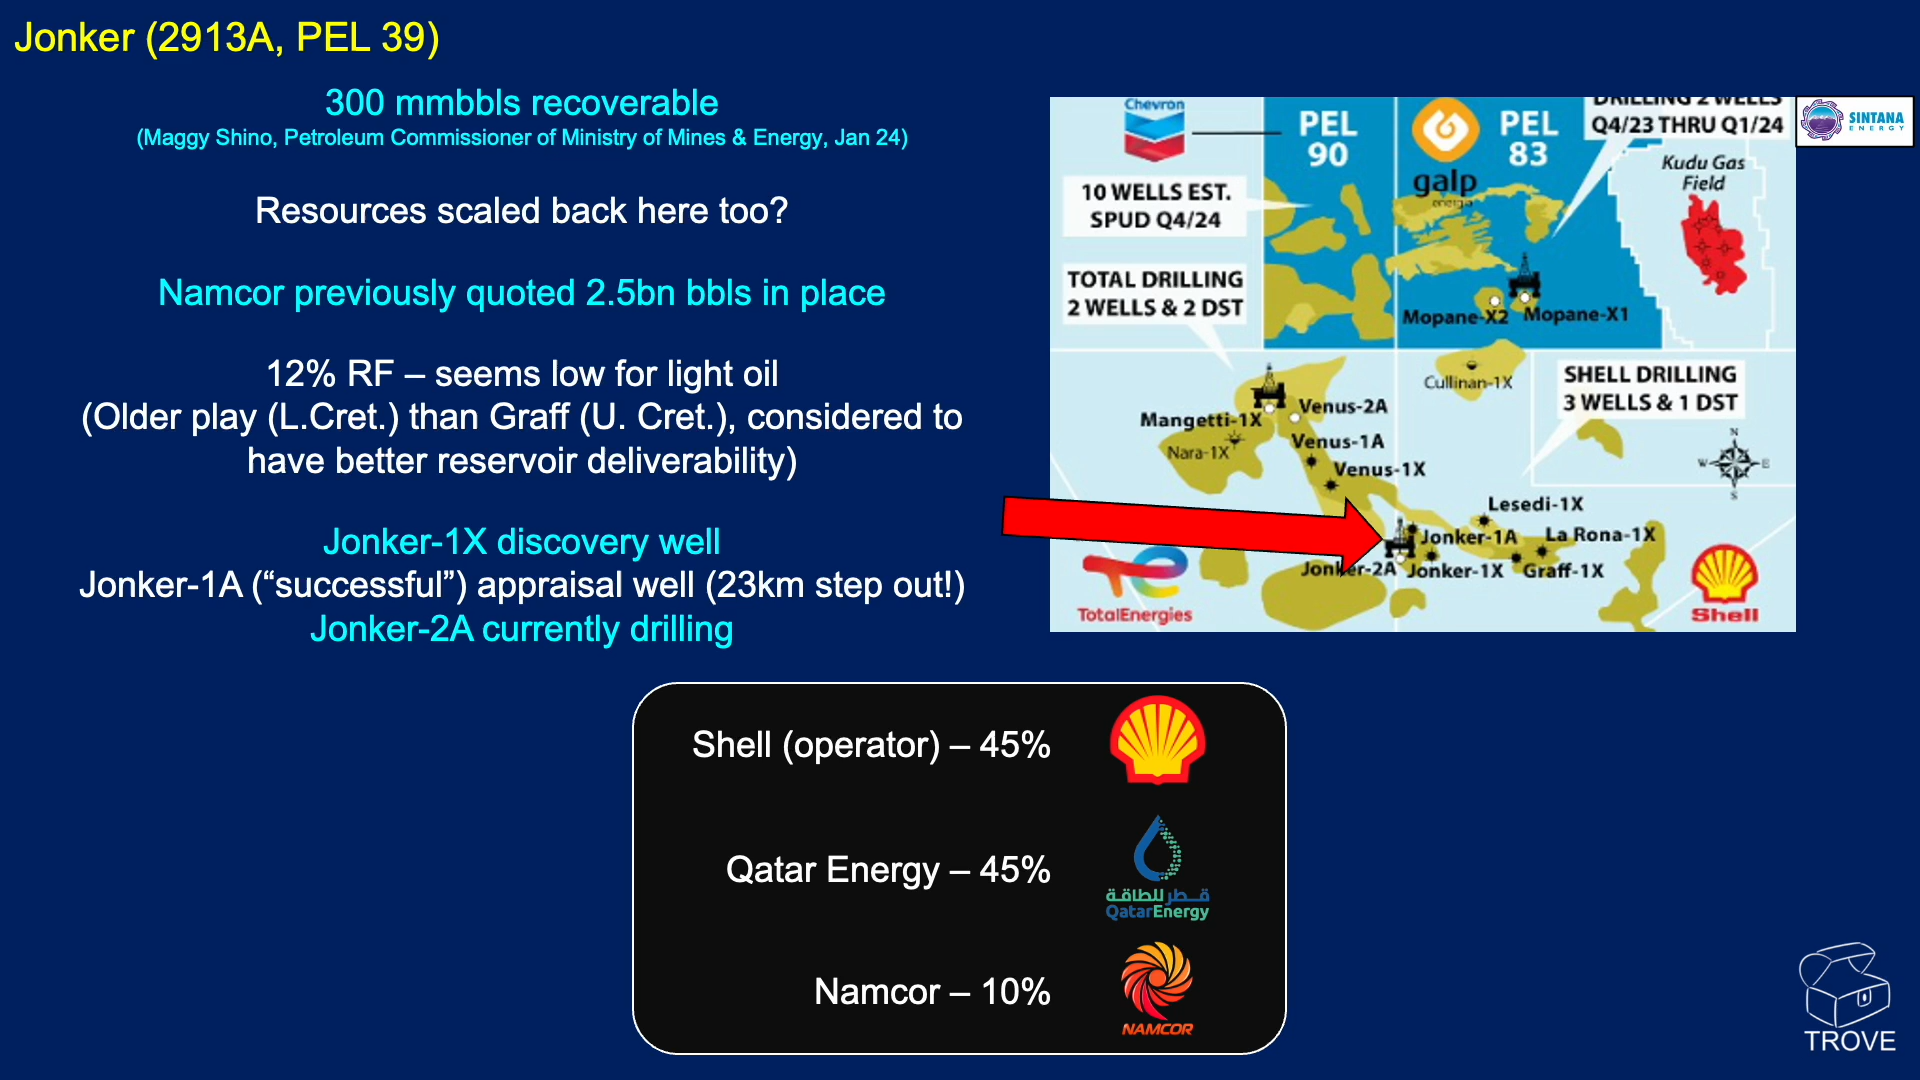 Jonker (2913A, PEL 39)
300 mmbbls recoverable
(Maggy Shino, Petroleum Commissioner of Ministry of Mines & Energy, Jan 24)
Resources scaled back here too?
Namcor previously quoted 2.5bn bbls in place
12% RF – seems low for light oil
(Older play (L.Cret.) than Graff (U. Cret.), considered to
have better reservoir deliverability)
Jonker-1X discovery well
Jonker-1A (“successful”) appraisal well (23km step out!)
Jonker-2A currently drilling
Chevron
PEL
90
galp
energia
PEL
83
DRILLING 2 WELLS
Q4/23 THRU Q1/24
SINTANA
ENERGY
Kudu Gas
Field
10 WELLS EST.
SPUD Q4/24
TOTAL DRILLING
2 WELLS & 2 DST
Mopane-X2
Mopane-X1
Cullinan-1X
SHELL DRILLING
3 WELLS & 1 DST
Mangetti-1X
Nara-1X
Venus-2A
Venus-1A
Venus-1X
N
W
E
S
Lesedi-1X
Jonker-1A
La Rona-1X
Jonker-2A
Jonker-1X
Graff-1X
TotalEnergies
Shell
Shell (operator) – 45%
Qatar Energy – 45%
قطر للطاقة
QatarEnergy
Namcor – 10%
NAMCOR
TROVE